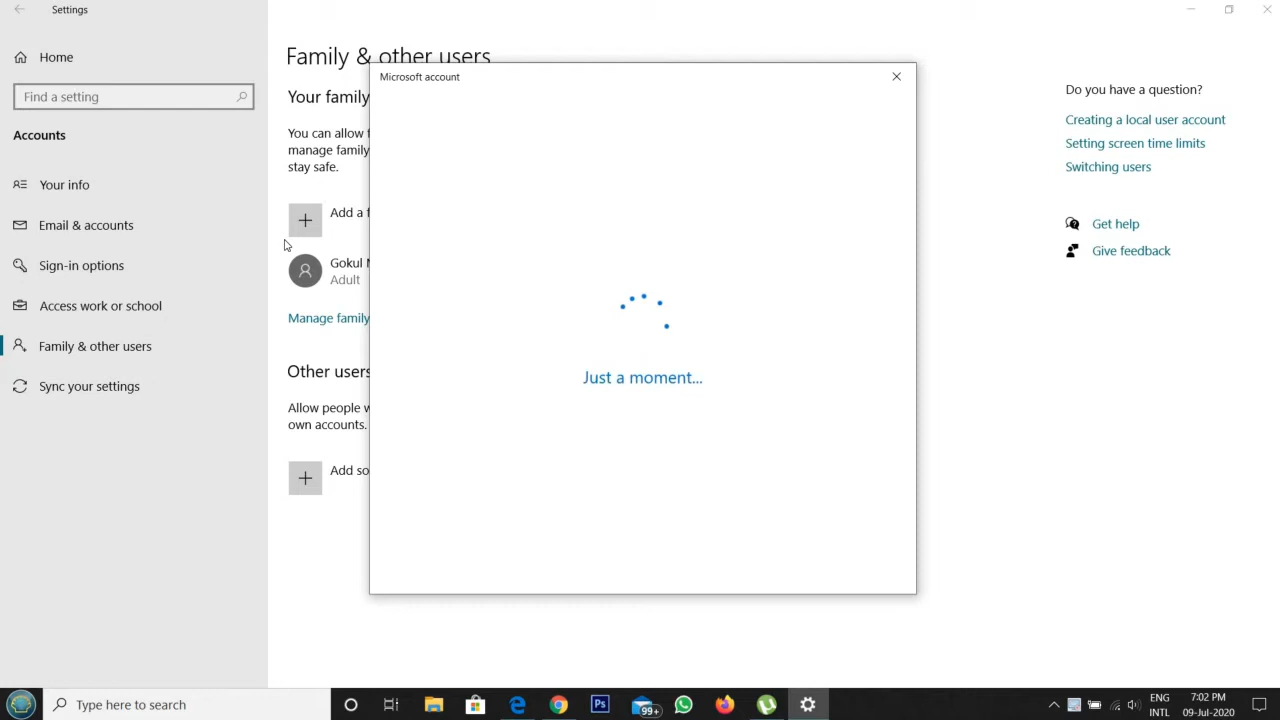 Settings
Home
Find a setting
Accounts
Your info
Email & accounts
Sign-in options
Access work or school
Family & other users
Sync your settings
Family & other users
Your family
You can allow
manage family
stay safe.
Add a
Gokul
Adult
Manage family
Other users
Allow people
own accounts.
Add so
Microsoft account
Just a moment...
Do you have a question?
Creating a local user account
Setting screen time limits
Switching users
Get help
Give feedback
Type here to search
Ps
99+
ENG
INTL
7:02 PM
09-Jul-2020